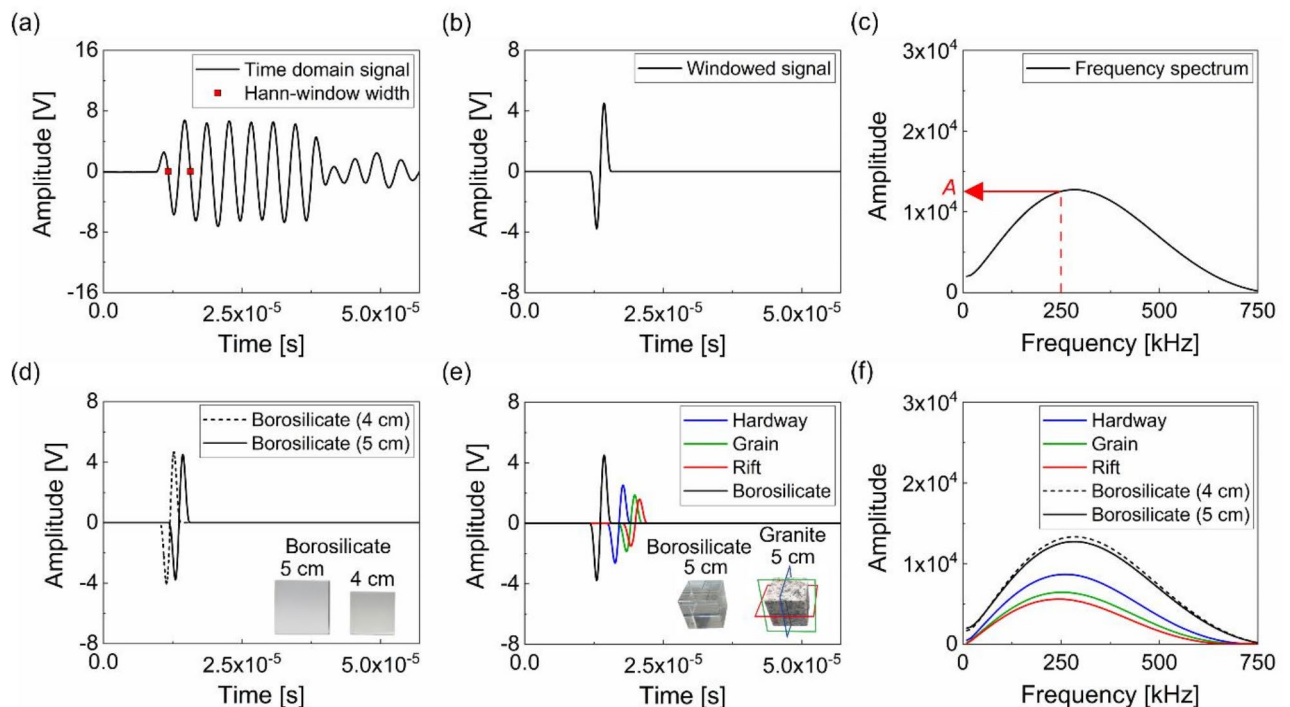 (a)
16
8
0
-8
-16
Amplitude [V]
Time domain signal
Hann-window width
0.0
2.5x10⁻⁵
5.0x10⁻⁵
Time [s]
(b)
8
4
0
-4
-8
Amplitude [V]
Windowed signal
0.0
2.5x10⁻⁵
5.0x10⁻⁵
Time [s]
(c)
3x10⁴
2x10⁴
A
1x10⁴
0
Amplitude
Frequency spectrum
0
250
500
750
Frequency [kHz]
(d)
8
4
0
-4
-8
Amplitude [V]
Borosilicate (4 cm)
Borosilicate (5 cm)
Borosilicate
5 cm
4 cm
0.0
2.5x10⁻⁵
5.0x10⁻⁵
Time [s]
(e)
8
4
0
-4
-8
Amplitude [V]
Hardway
Grain
Rift
Borosilicate
Borosilicate
5 cm
Granite
5 cm
0.0
2.5x10⁻⁵
5.0x10⁻⁵
Time [s]
(f)
3x10⁴
2x10⁴
1x10⁴
0
Amplitude
Hardway
Grain
Rift
Borosilicate (4 cm)
Borosilicate (5 cm)
0
250
500
750
Frequency [kHz]